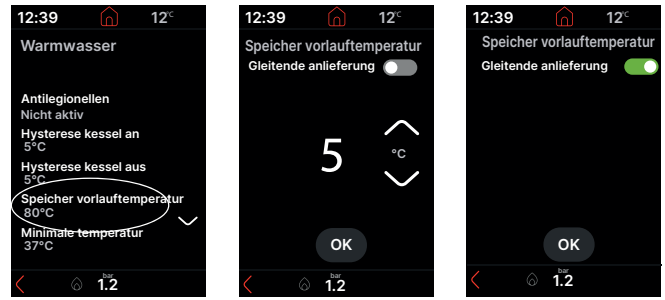 12:39
12°C
Warmwasser
Antilegionellen
Nicht aktiv
Hysterese kessel an
5°C
Hysterese kessel aus
5°C
Speicher vorlauftemperatur
80°C
Minimale temperatur
37°C
bar
1.2
12:39
12°C
Speicher vorlauftemperatur
Gleitende anlieferung
5
°C
OK
bar
1.2
12:39
12°C
Speicher vorlauftemperatur
Gleitende anlieferung
OK
bar
1.2